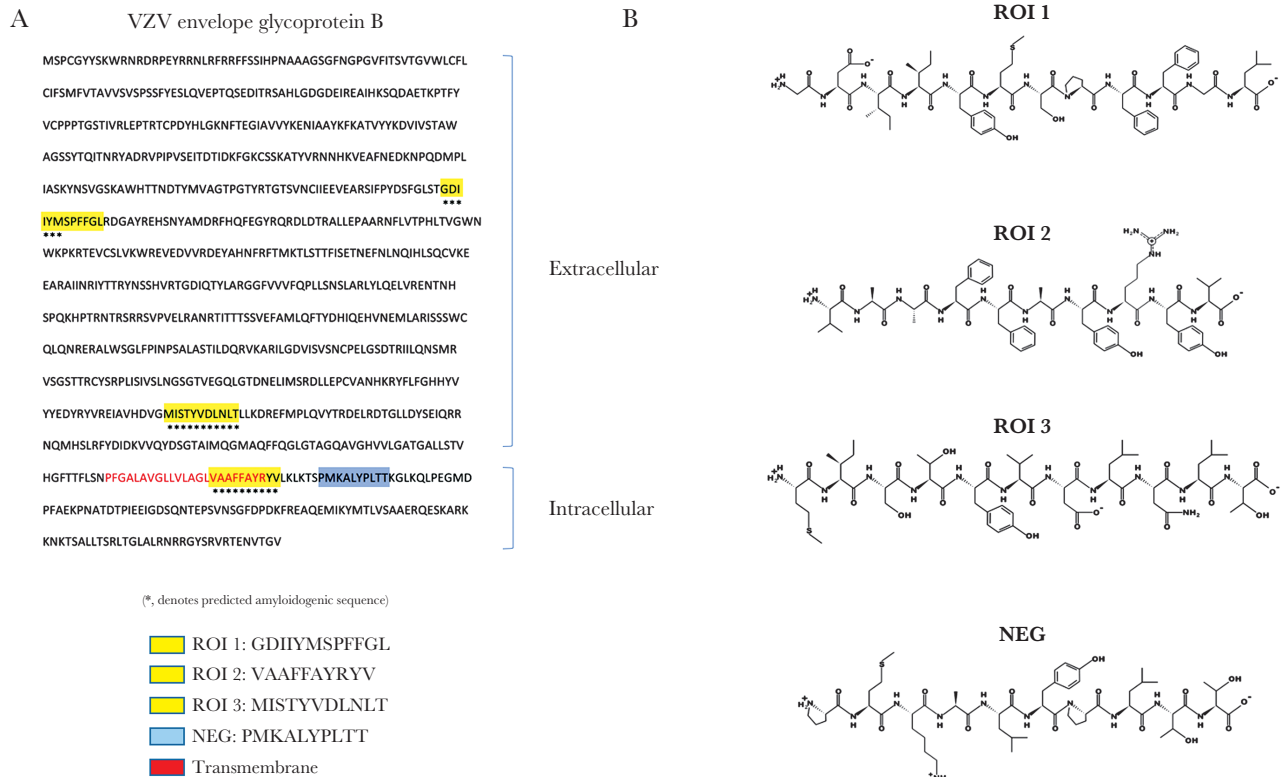 A
VZV envelope glycoprotein B
MSPCGYYSKWRNRDRPEYRRNLRFRRFFSSIHPNAAAGSGFNGPGVFITSVTGVWLCFL
CIFSMFVTAVVSVSPSSFYESLQVEPTQSEDITRSAHLGDGDEIREAIHKSQDAETKPTFY
VCPPPTGSTIVRLEPTRTCPDYHLGKNFTEGIAVVYKENIAAYKFKATVYYKDVIVSTAW
AGSSYTQITNRYADRVPIPVSEITDTIDKFGKCSSKATYVRNNHKVEAFNEDKNPQDMPL
IASKYNSVGSKAWHTTNDTYMVAGTPGTYRTGTSVNCIIEEVEARSIFPYDSFGLSTGDI
***
IYMSPFFGLRDGAYREHSNYAMDRFHQFEGYRQRDLDTRALLEPAARNFLVTPHLTVGWN
***
WKPKRTEVCSLVKWREVEDVVRDEYAHNFRFTMKTLSTTFISETNEFNLNQIHLSQCVKE
EARAIINRIYTTRYNSSHVRTGDIQTYLARGGFVVVFQPLLSNSLARLYLQELVRENTNH
SPQKHPTRNTRSRRSVPVELRANRTITTTSSVEFAMLQFTYDHIQEHVNEMLARISSSWC
QLQNRERALWSGLFPINPSALASTILDQRVKARILGDVISVSNCPELGSDTRIILQNSMR
VSGSTTRCYSRPLISIVSLNGSGTVEGQLGTDNELIMSRDLLEPCVANHKRYFLFGHHYV
YYEDYRYVREIAVHDVGMISTYVDLNLTLLKDREFMPLQVYTRDELRDTGLLDYSEIQRR
***********
NQMHSLRFYDIDKVVQYDSGTAIMQGMAQFFQGLGTAGQAVGHVVLGATGALLSTV
HGFTTFLSNPFGALAVGLLVLAGLVAAFFAYRYVLKLKTSPMKALYPLTTKGLKQLPEGMD
**********
PFAEKPNATDTPIEEIGDSQNTEPSVNSGFDPDKFREAQEMIKYMTLVSAAERQESKARK
KNKTSALLTSRLTGLALRNRRGYSRVRTENVTGV
Extracellular
Intracellular
(*, denotes predicted amyloidogenic sequence)
ROI 1: GDIIYMSPFFGL
ROI 2: VAAFFAYRYV
ROI 3: MISTYVDLNLT
NEG: PMKALYPLTT
Transmembrane
B
ROI 1
ROI 2
ROI 3
NEG